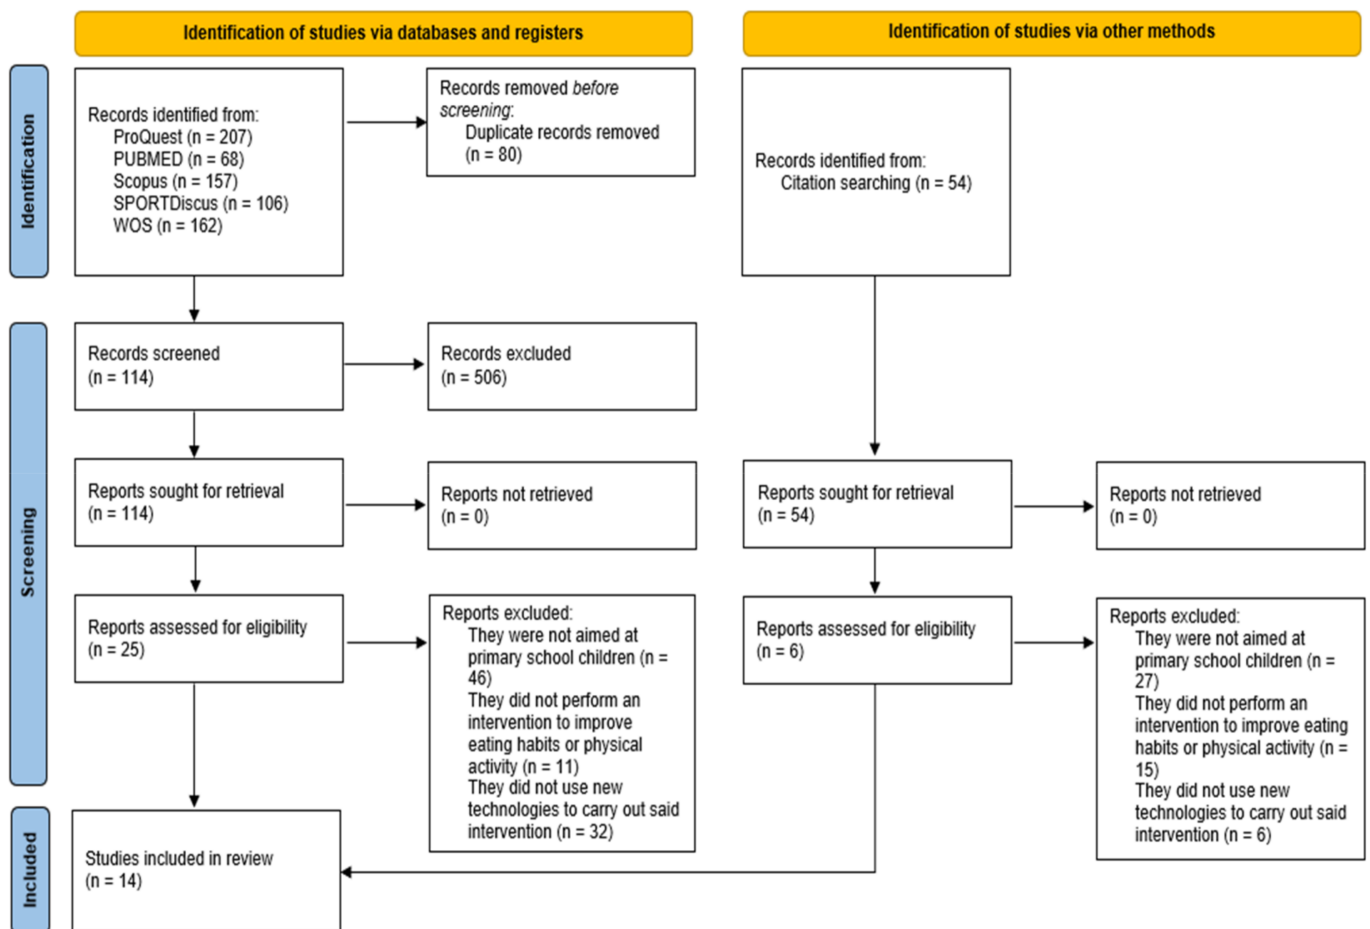 Identification of studies via databases and registers
Identification of studies via other methods
Identification
Records identified from:
ProQuest (n = 207)
PUBMED (n = 68)
Scopus (n = 157)
SPORTDiscus (n = 106)
WOS (n = 162)
Records removed before
screening:
Duplicate records removed
(n = 80)
Records identified from:
Citation searching (n = 54)
Screening
Records screened
(n = 114)
Records excluded
(n = 506)
Reports sought for retrieval
(n = 114)
Reports not retrieved
(n = 0)
Reports sought for retrieval
(n = 54)
Reports not retrieved
(n = 0)
Reports assessed for eligibility
(n = 25)
Reports excluded:
They were not aimed at
primary school children (n =
46)
They did not perform an
intervention to improve
eating habits or physical
activity (n = 11)
They did not use new
technologies to carry out said
intervention (n = 32)
Reports assessed for eligibility
(n = 6)
Reports excluded:
They were not aimed at
primary school children (n =
27)
They did not perform an
intervention to improve eating
habits or physical activity (n =
15)
They did not use new
technologies to carry out said
intervention (n = 6)
Included
Studies included in review
(n = 14)